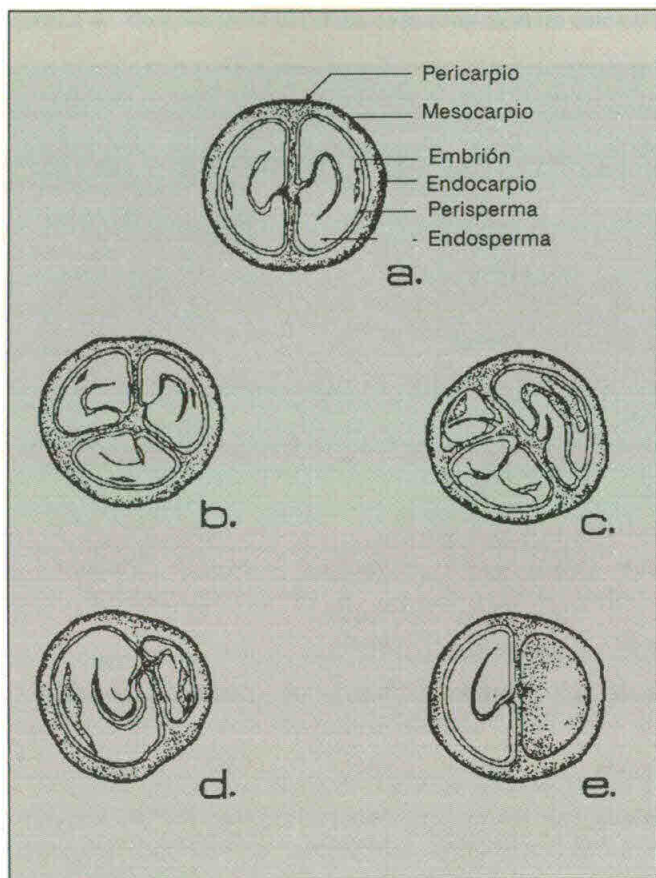 Pericarpio
Mesocarpio
Embrión
Endocarpio
Perisperma
- Endosperma
a.
b.
c.
d.
e.